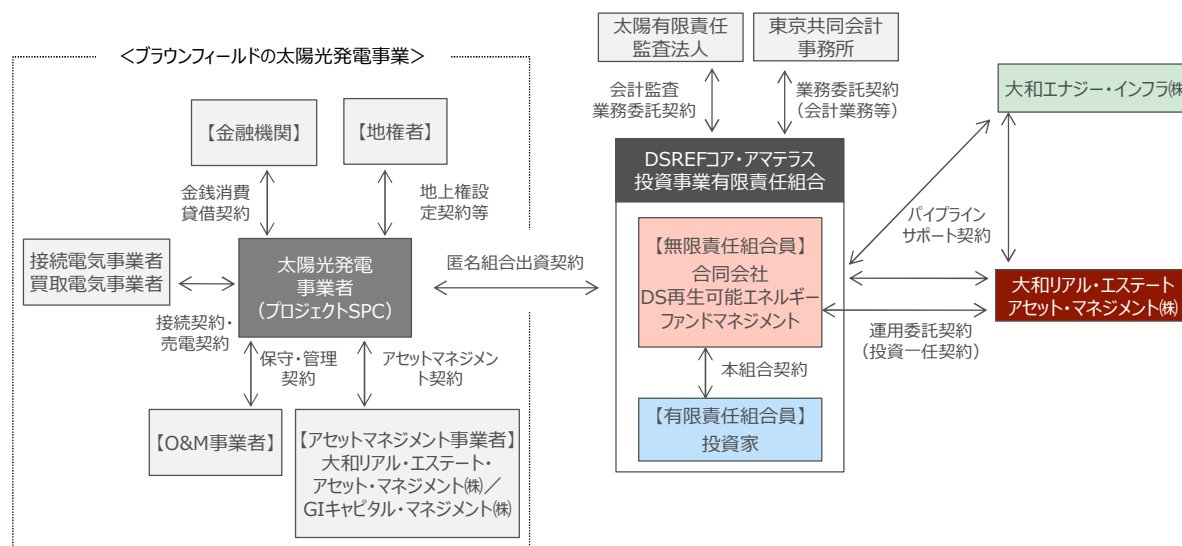 <ブラウンフィールドの太陽光発電事業>
【金融機関】
【地権者】
金銭消費
貸借契約
地上権設
定契約等
接続電気事業者
買取電気事業者
太陽光発電
事業者
（プロジェクトSPC）
接続契約・
売電契約
保守・管理
契約
アセットマネジメン
ト契約
【O&M事業者】
【アセットマネジメント事業者】
大和リアル・エステート・
アセット・マネジメント㈱／
GIキャピタル・マネジメント㈱
匿名組合出資契約
太陽有限責任
監査法人
東京共同会計
事務所
会計監査
業務委託契約
業務委託契約
（会計業務等）
DSREFコア・アマテラス
投資事業有限責任組合
【無限責任組合員】
合同会社
DS再生可能エネルギー
ファンドマネジメント
本組合契約
【有限責任組合員】
投資家
大和エナジー・インフラ㈱
パイプライン
サポート契約
大和リアル・エステート
アセット・マネジメント㈱
運用委託契約
（投資一任契約）